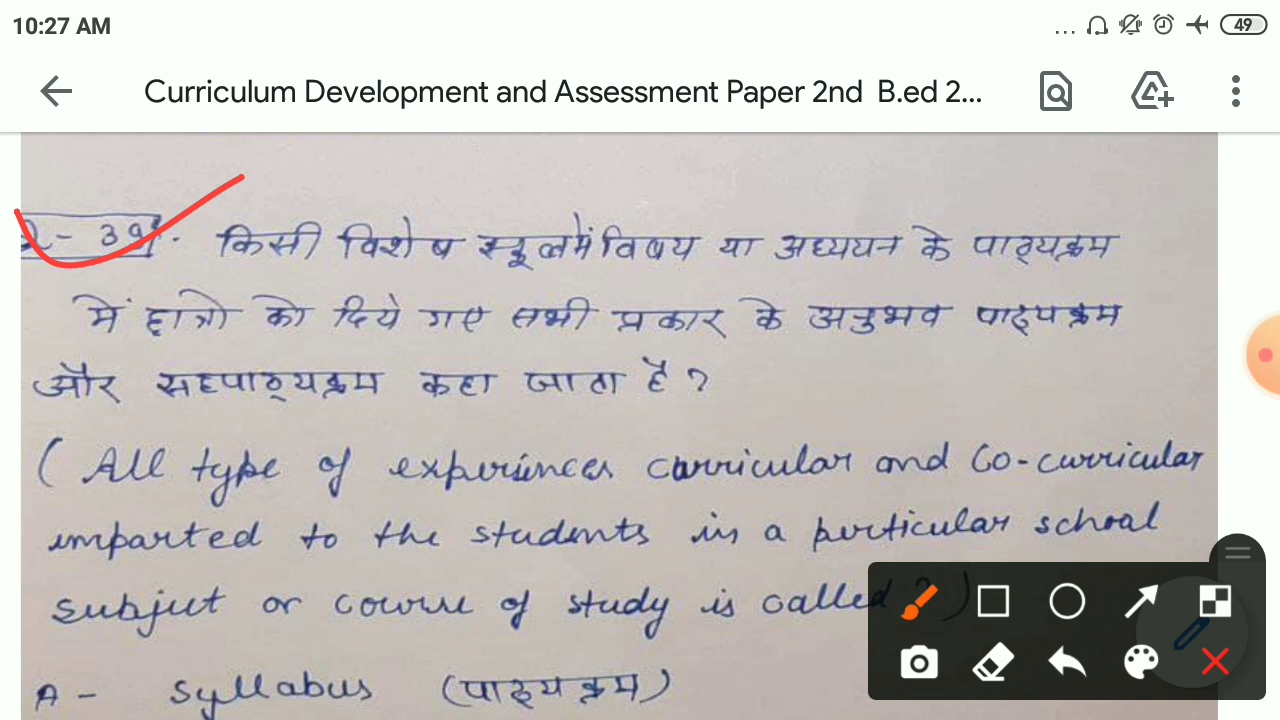 10:27 AM
... 49
Curriculum Development and Assessment Paper 2nd B.ed 2...
Q-39. किसी विशेष स्कूल में विषय या अध्ययन के पाठ्यक्रम
में छात्रो को दिये गए सभी प्रकार के अनुभव पाठ्यक्रम
और सहपाठ्यक्रम कहा जाता है ?
( All type of experiences curricular and Co-curricular
imparted to the students in a perticular school
subject or course of study is called ? )
A - Syllabus (पाठ्यक्रम)